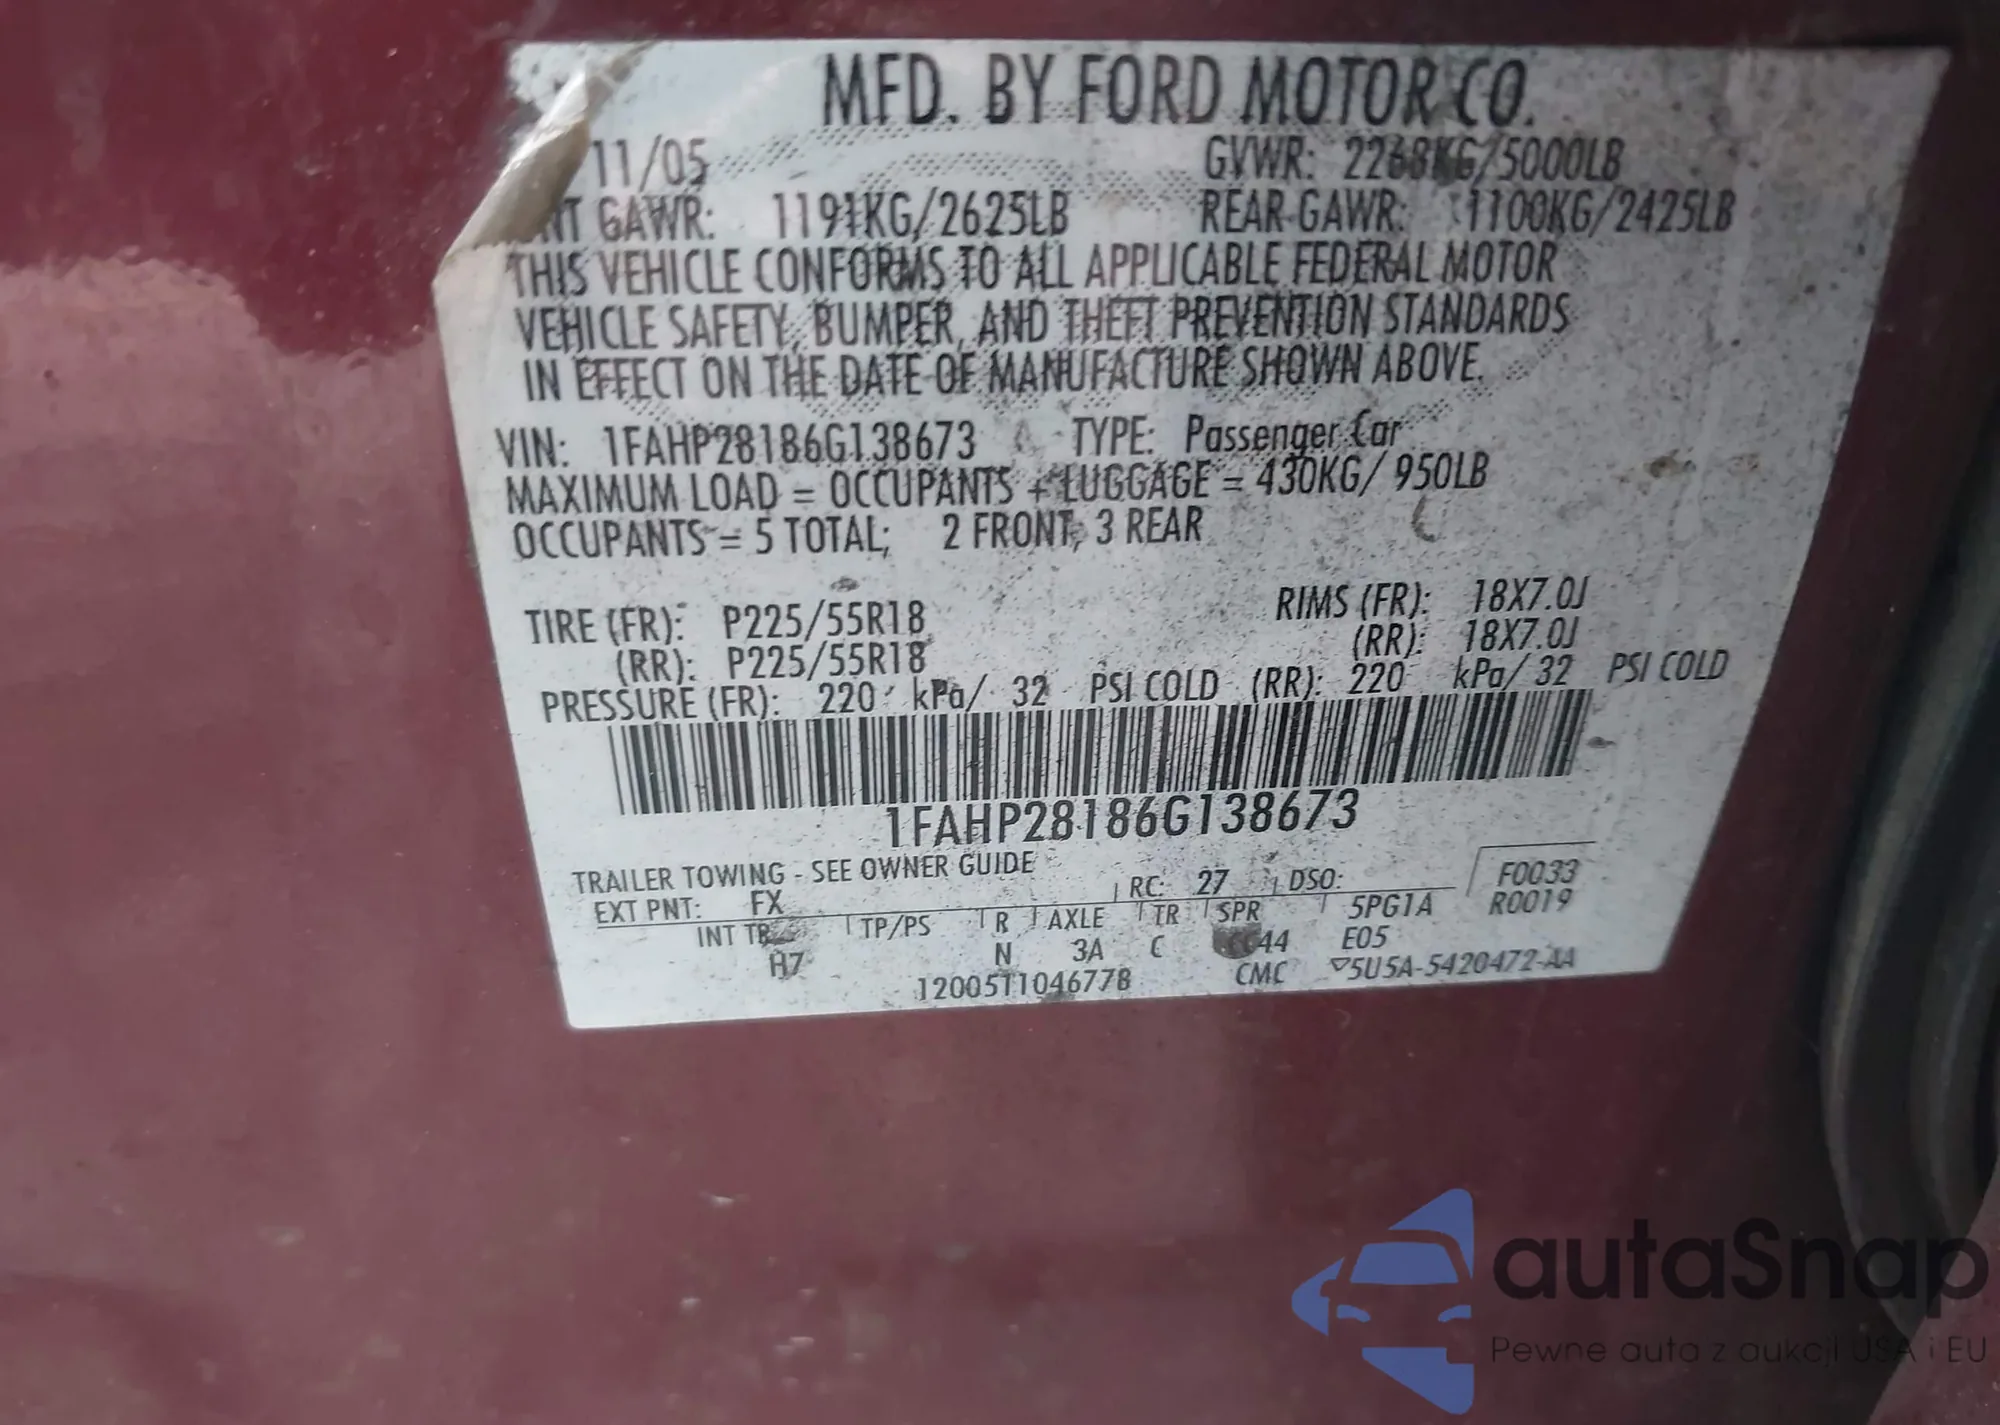 MFD. BY FORD MOTOR CO.
11/05 GVWR: 2268KG/5000LB
GAWR: 1191KG/2625LB REAR GAWR: 1100KG/2425LB
THIS VEHICLE CONFORMS TO ALL APPLICABLE FEDERAL MOTOR
VEHICLE SAFETY, BUMPER, AND THEFT PREVENTION STANDARDS
IN EFFECT ON THE DATE OF MANUFACTURE SHOWN ABOVE.
VIN: 1FAHP28186G138673 TYPE: Passenger Car
MAXIMUM LOAD = OCCUPANTS + LUGGAGE = 430KG/ 950LB
OCCUPANTS = 5 TOTAL; 2 FRONT, 3 REAR
TIRE (FR): P225/55R18 RIMS (FR): 18X7.0J
(RR): P225/55R18 (RR): 18X7.0J
PRESSURE (FR): 220 kPa/ 32 PSI COLD (RR): 220 kPa/ 32 PSI COLD
1FAHP28186G138673
TRAILER TOWING - SEE OWNER GUIDE
EXT PNT: FX RC: 27 DSO: F0033
INT TR TP/PS R AXLE TR SPR 5PG1A R0019
H7 N 3A C 44 E05
12005T1046778 CMC 5U5A-5420472-AA
autaSnap
Pewne auta z aukcji USA i EU